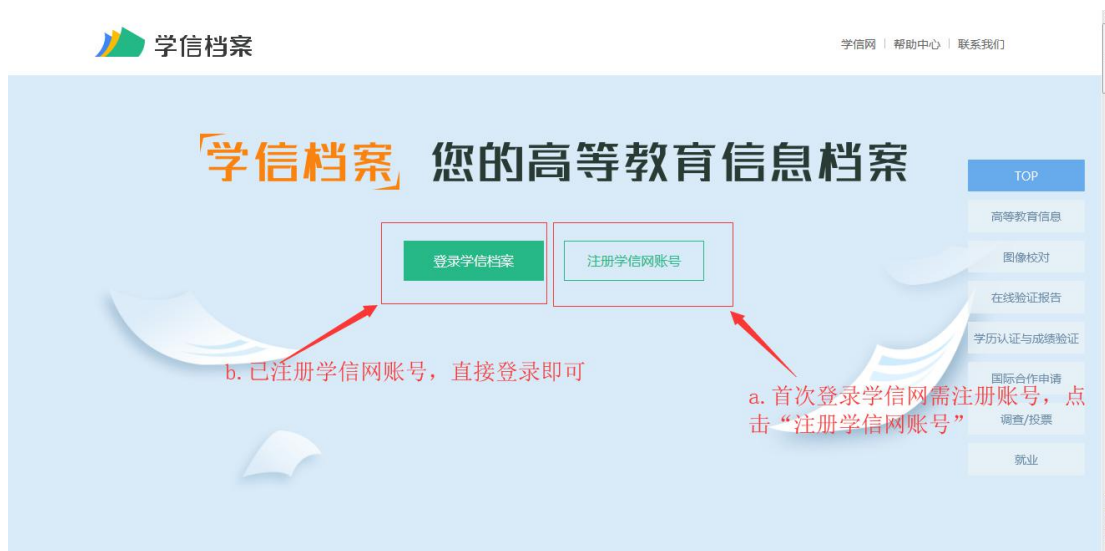 学信档案
学信网 | 帮助中心 | 联系我们
学信档案 您的高等教育信息档案
登录学信档案
注册学信网账号
b. 已注册学信网账号，直接登录即可
a. 首次登录学信网需注册账号，点
击“注册学信网账号”
TOP
高等教育信息
图像校对
在线验证报告
学历认证与成绩验证
国际合作申请
调查/投票
就业